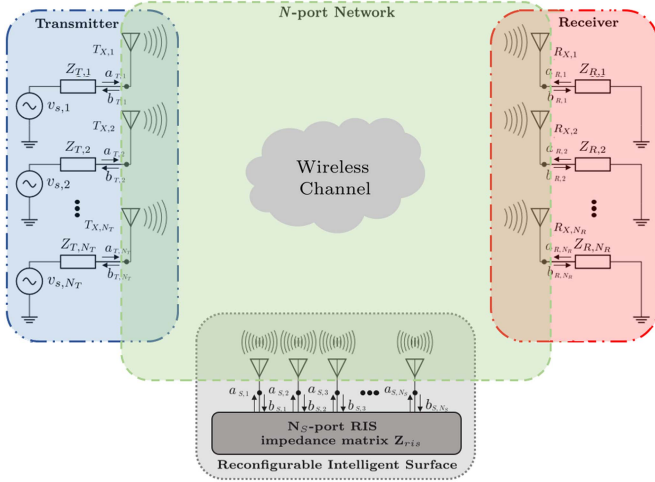 N-port Network
Transmitter
Receiver
T_{X,1}
R_{X,1}
Z_{T,1}
a_{T,1}
b_{T,1}
v_{s,1}
a_{R,1}
b_{R,1}
Z_{R,1}
T_{X,2}
R_{X,2}
Z_{T,2}
a_{T,2}
b_{T,2}
v_{s,2}
a_{R,2}
b_{R,2}
Z_{R,2}
Wireless
Channel
T_{X,N_T}
R_{X,N_R}
Z_{T,N_T}
a_{T,N_T}
b_{T,N_T}
v_{s,N_T}
a_{R,N_R}
b_{R,N_R}
Z_{R,N_R}
a_{S,1} a_{S,2} a_{S,3} a_{S,N_S}
b_{S,1} b_{S,2} b_{S,3} b_{S,N_S}
N_S-port RIS
impedance matrix Z_{ris}
Reconfigurable Intelligent Surface